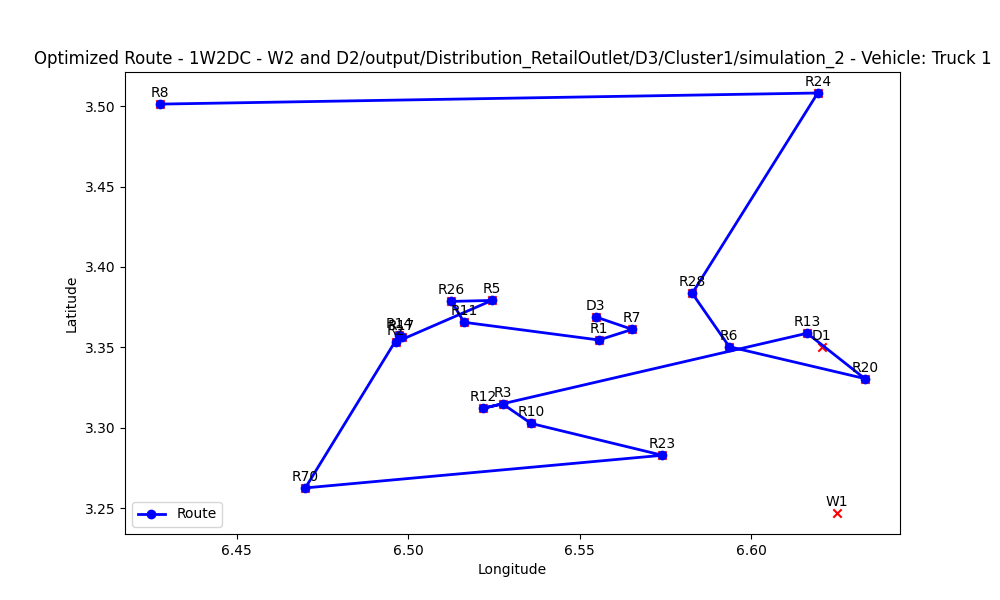 Optimized Route - 1W2DC - W2 and D2/output/Distribution_RetailOutlet/D3/Cluster1/simulation_2 - Vehicle: Truck 1
R24
R8
3.50
3.45
3.40
R28
R26 R5
D3
R11 R7 R13
R14
R17
R1 R6 D1
3.35
R20
R12 R3
R10
3.30
R23
R70
3.25
W1
Route
6.45 6.50 6.55 6.60
Longitude
Latitude